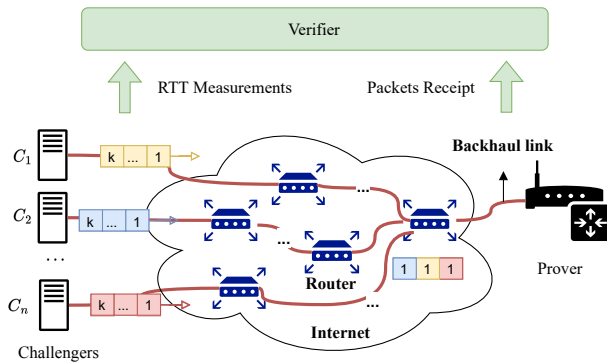 Verifier
RTT Measurements
Packets Receipt
C1
k ... 1
Backhaul link
...
C2
k ... 1
...
...
Router
1 1 1
Prover
Cn
k ... 1
...
Internet
Challengers